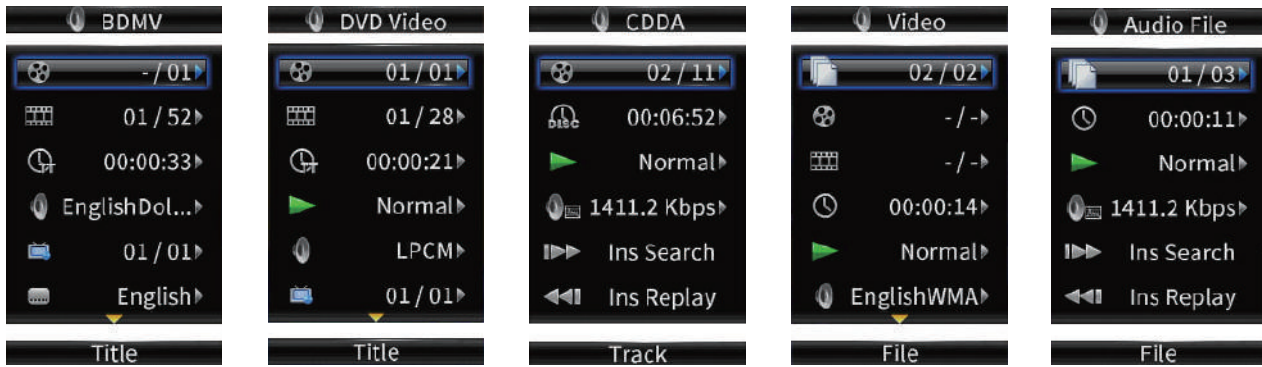 BDMV
- / 01
01 / 52
00:00:33
EnglishDol...
01 / 01
English
Title
DVD Video
01 / 01
01 / 28
00:00:21
Normal
LPCM
01 / 01
Title
CDDA
02 / 11
DISC 00:06:52
Normal
1411.2 Kbps
Ins Search
Ins Replay
Track
Video
02 / 02
- / -
- / -
00:00:14
Normal
EnglishWMA
File
Audio File
01 / 03
00:00:11
Normal
1411.2 Kbps
Ins Search
Ins Replay
File